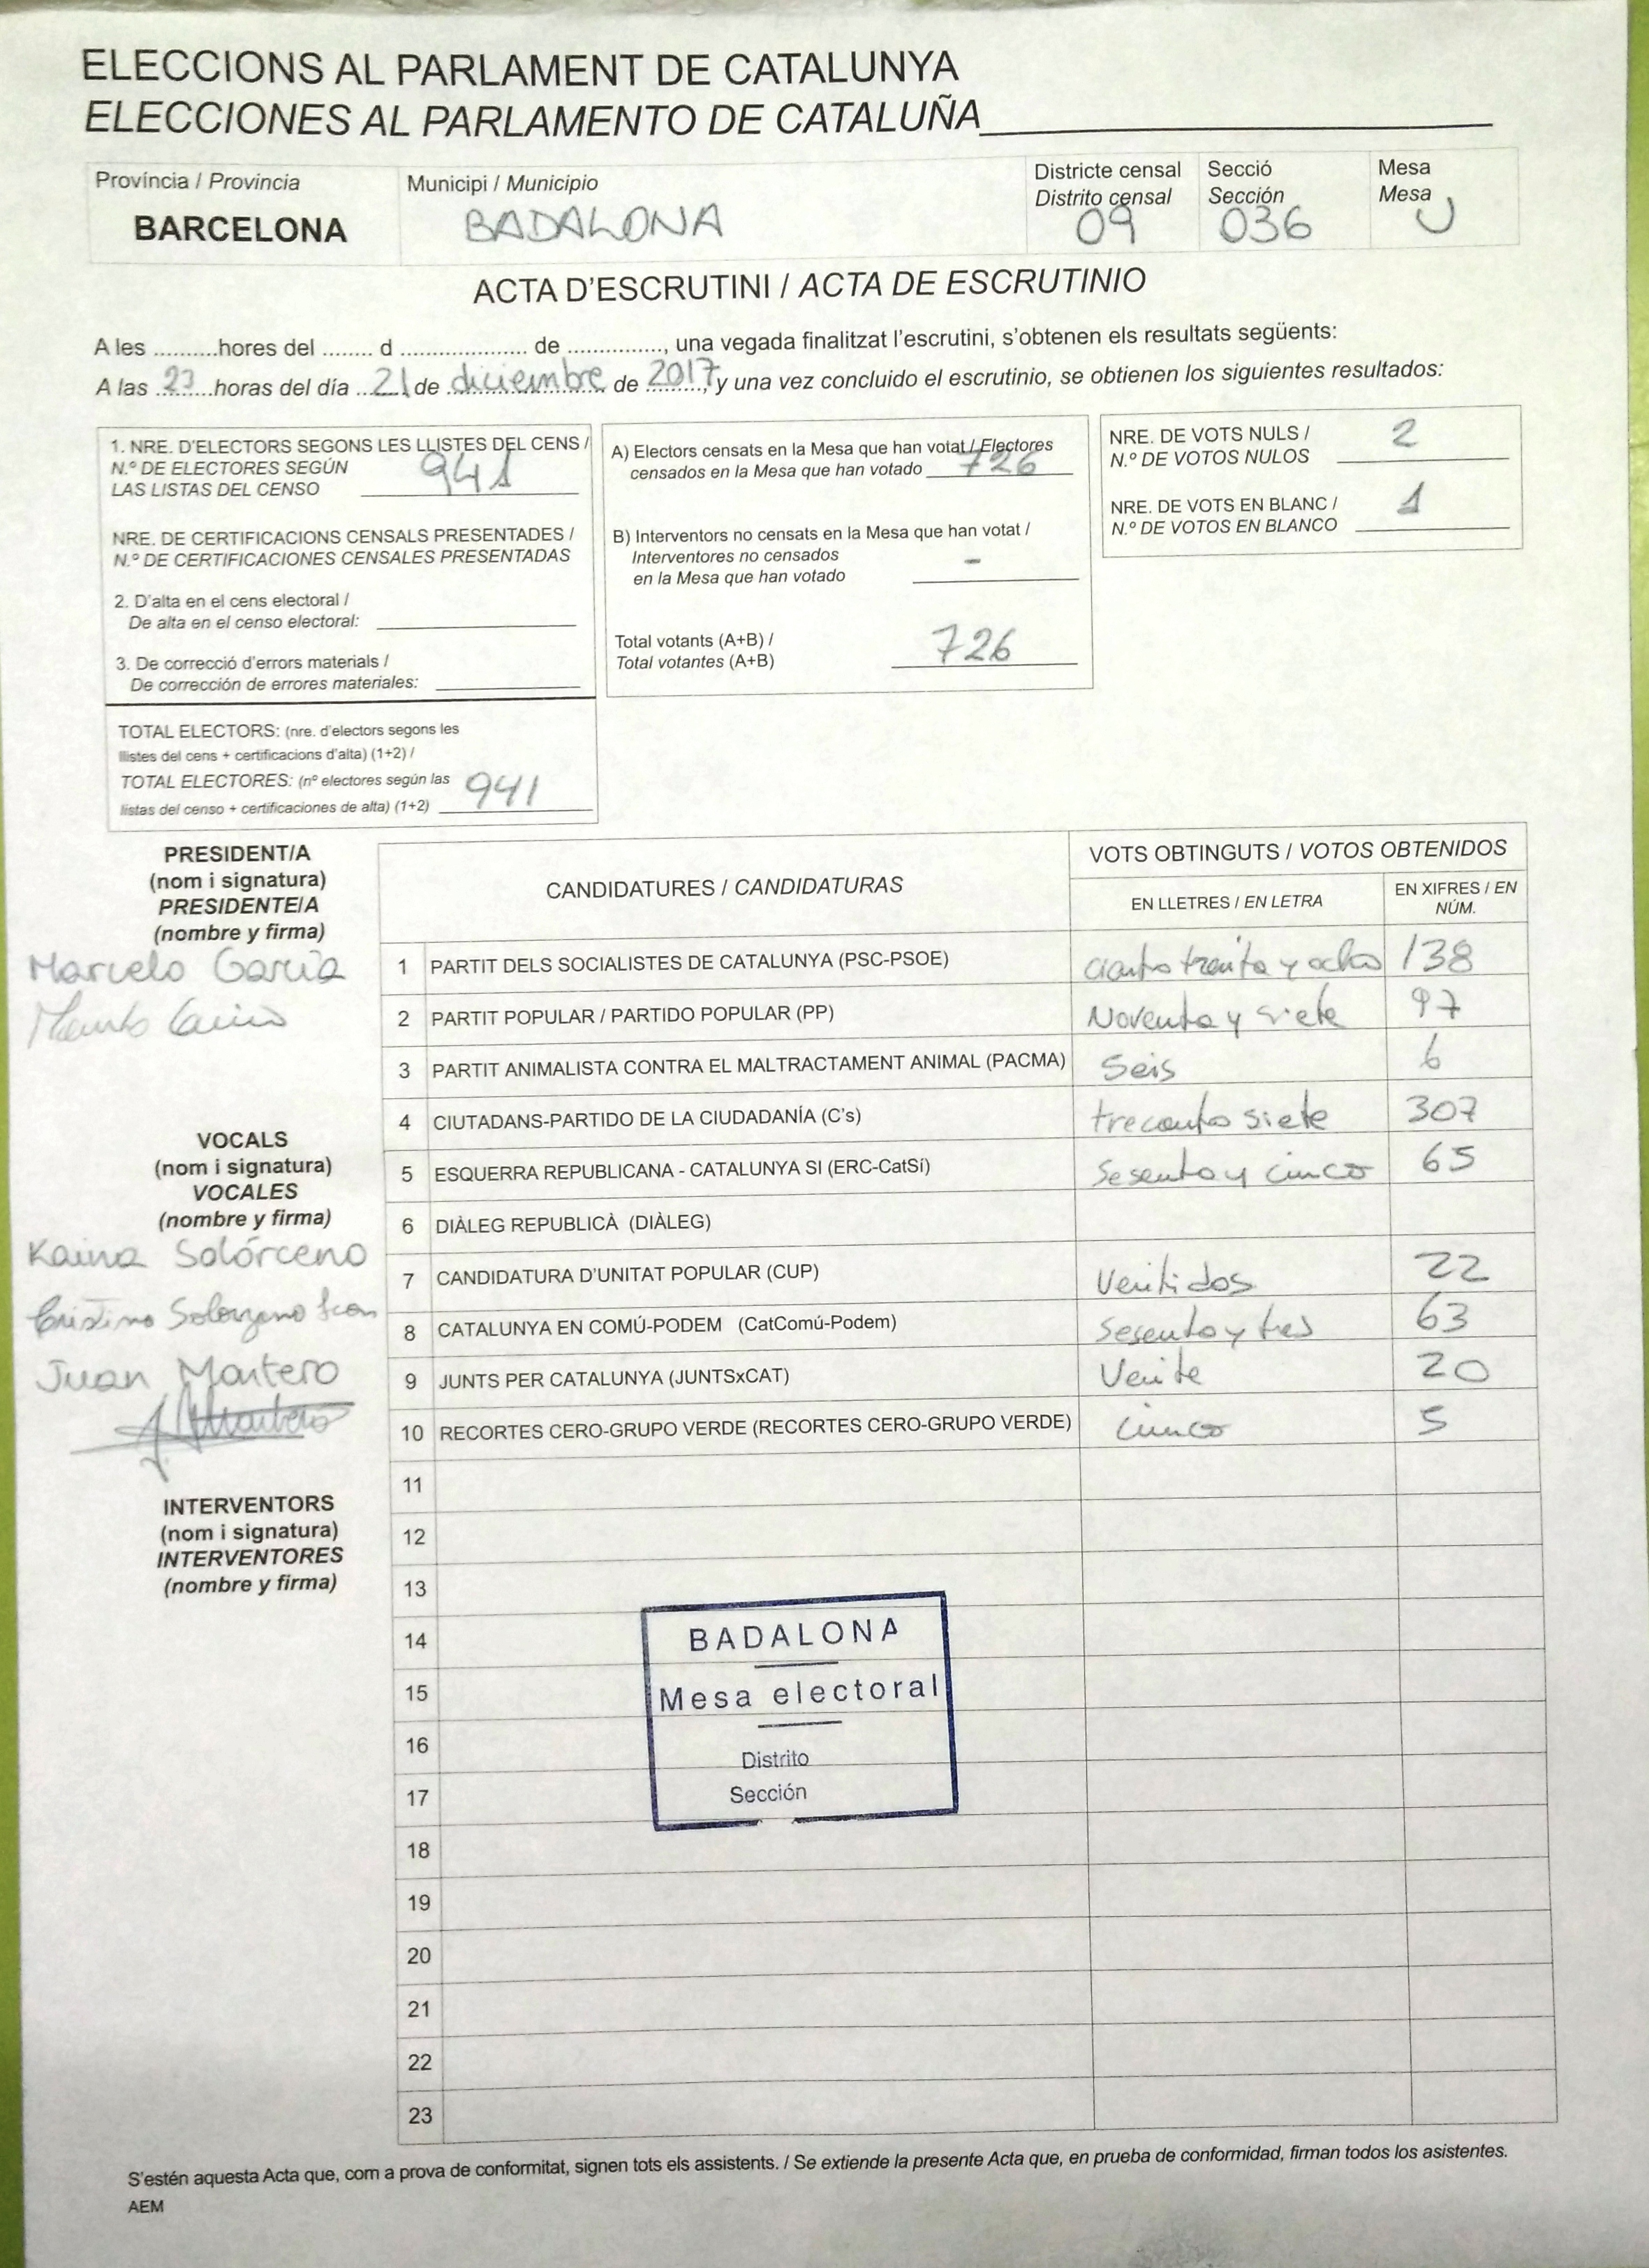 ELECCIONS AL PARLAMENT DE CATALUNYA
ELECCIONES AL PARLAMENTO DE CATALUÑA
Província / Provincia
BARCELONA
Municipi / Municipio
BADALONA
Districte censal
Distrito censal
09
Secció
Sección
036
Mesa
Mesa
U
ACTA D'ESCRUTINI / ACTA DE ESCRUTINIO
A les ..........hores del ........ d .................... de ..............., una vegada finalitzat l'escrutini, s'obtenen els resultats següents:
A las 23 horas del día 21 de diciembre de 2017, y una vez concluido el escrutinio, se obtienen los siguientes resultados:
1. NRE. D'ELECTORS SEGONS LES LLISTES DEL CENS /
N.º DE ELECTORES SEGÚN
LAS LISTAS DEL CENSO 941
NRE. DE CERTIFICACIONS CENSALS PRESENTADES /
N.º DE CERTIFICACIONES CENSALES PRESENTADAS
2. D'alta en el cens electoral /
De alta en el censo electoral:
3. De correcció d'errors materials /
De corrección de errores materiales:
TOTAL ELECTORS: (nre. d'electors segons les
llistes del cens + certificacions d'alta) (1+2) /
TOTAL ELECTORES: (nº electores según las
listas del censo + certificaciones de alta) (1+2) 941
A) Electors censats en la Mesa que han votat / Electores
censados en la Mesa que han votado 726
B) Interventors no censats en la Mesa que han votat /
Interventores no censados
en la Mesa que han votado -
Total votants (A+B) /
Total votantes (A+B) 726
NRE. DE VOTS NULS /
N.º DE VOTOS NULOS 2
NRE. DE VOTS EN BLANC /
N.º DE VOTOS EN BLANCO 1
PRESIDENT/A
(nom i signatura)
PRESIDENTE/A
(nombre y firma)
Marcelo García
VOCALS
(nom i signatura)
VOCALES
(nombre y firma)
Kaina Solórceno
Juan Montero
INTERVENTORS
(nom i signatura)
INTERVENTORES
(nombre y firma)
CANDIDATURES / CANDIDATURAS
VOTS OBTINGUTS / VOTOS OBTENIDOS
EN LLETRES / EN LETRA
EN XIFRES / EN
NÚM.
1 PARTIT DELS SOCIALISTES DE CATALUNYA (PSC-PSOE) ciento treinta y ocho 138
2 PARTIT POPULAR / PARTIDO POPULAR (PP) Noventa y siete 97
3 PARTIT ANIMALISTA CONTRA EL MALTRACTAMENT ANIMAL (PACMA) Seis 6
4 CIUTADANS-PARTIDO DE LA CIUDADANÍA (C's) trecentos siete 307
5 ESQUERRA REPUBLICANA - CATALUNYA SI (ERC-CatSí) Sesenta y cinco 65
6 DIÀLEG REPUBLICÀ (DIÀLEG)
7 CANDIDATURA D'UNITAT POPULAR (CUP) Ventidos 22
8 CATALUNYA EN COMÚ-PODEM (CatComú-Podem) Sesenta y tres 63
9 JUNTS PER CATALUNYA (JUNTSxCAT) Veinte 20
10 RECORTES CERO-GRUPO VERDE (RECORTES CERO-GRUPO VERDE) cinco 5
11
12
13
14
15
16
17
18
19
20
21
22
23
BADALONA
Mesa electoral
Distrito
Sección
S'estén aquesta Acta que, com a prova de conformitat, signen tots els assistents. / Se extiende la presente Acta que, en prueba de conformidad, firman todos los asistentes.
AEM